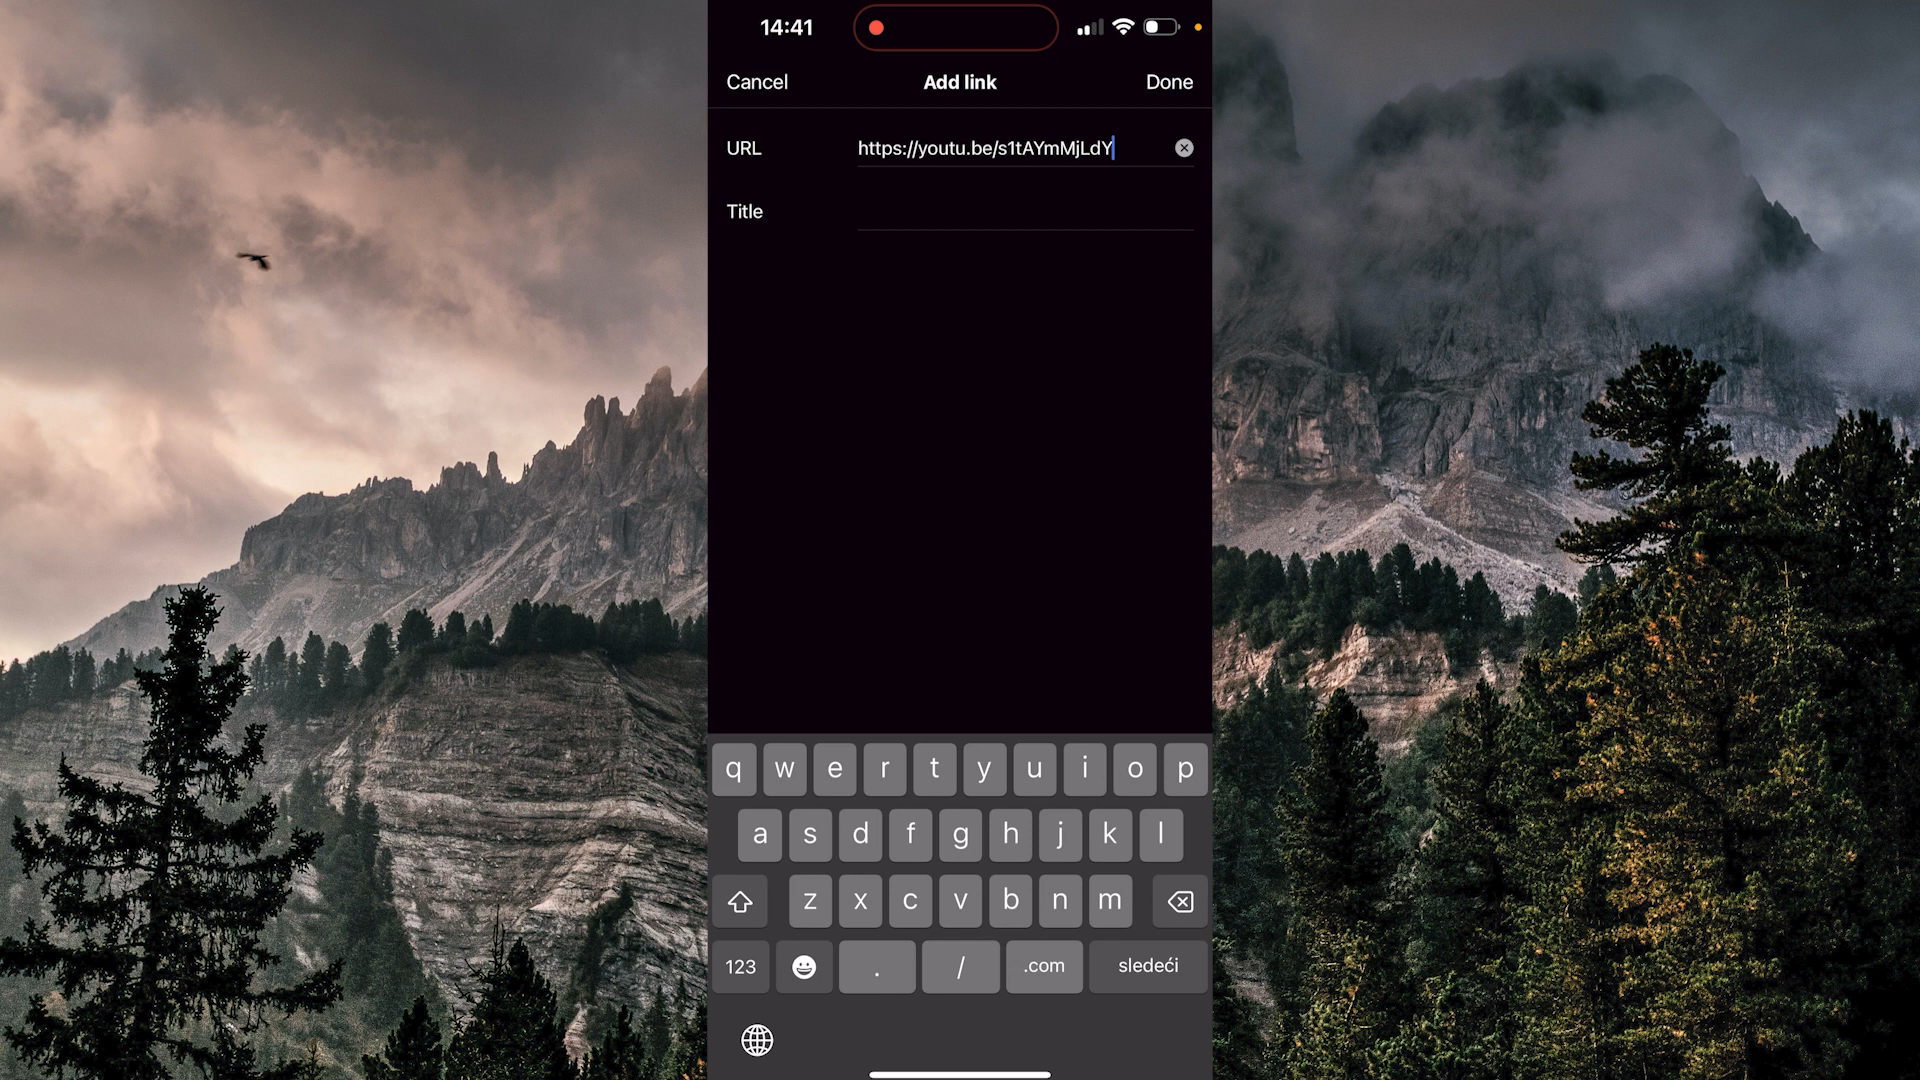 14:41
Cancel Add link Done
URL https://youtu.be/s1tAYmMjLdY
Title
q w e r t y u i o p
a s d f g h j k l
z x c v b n m
123 . / .com sledeći